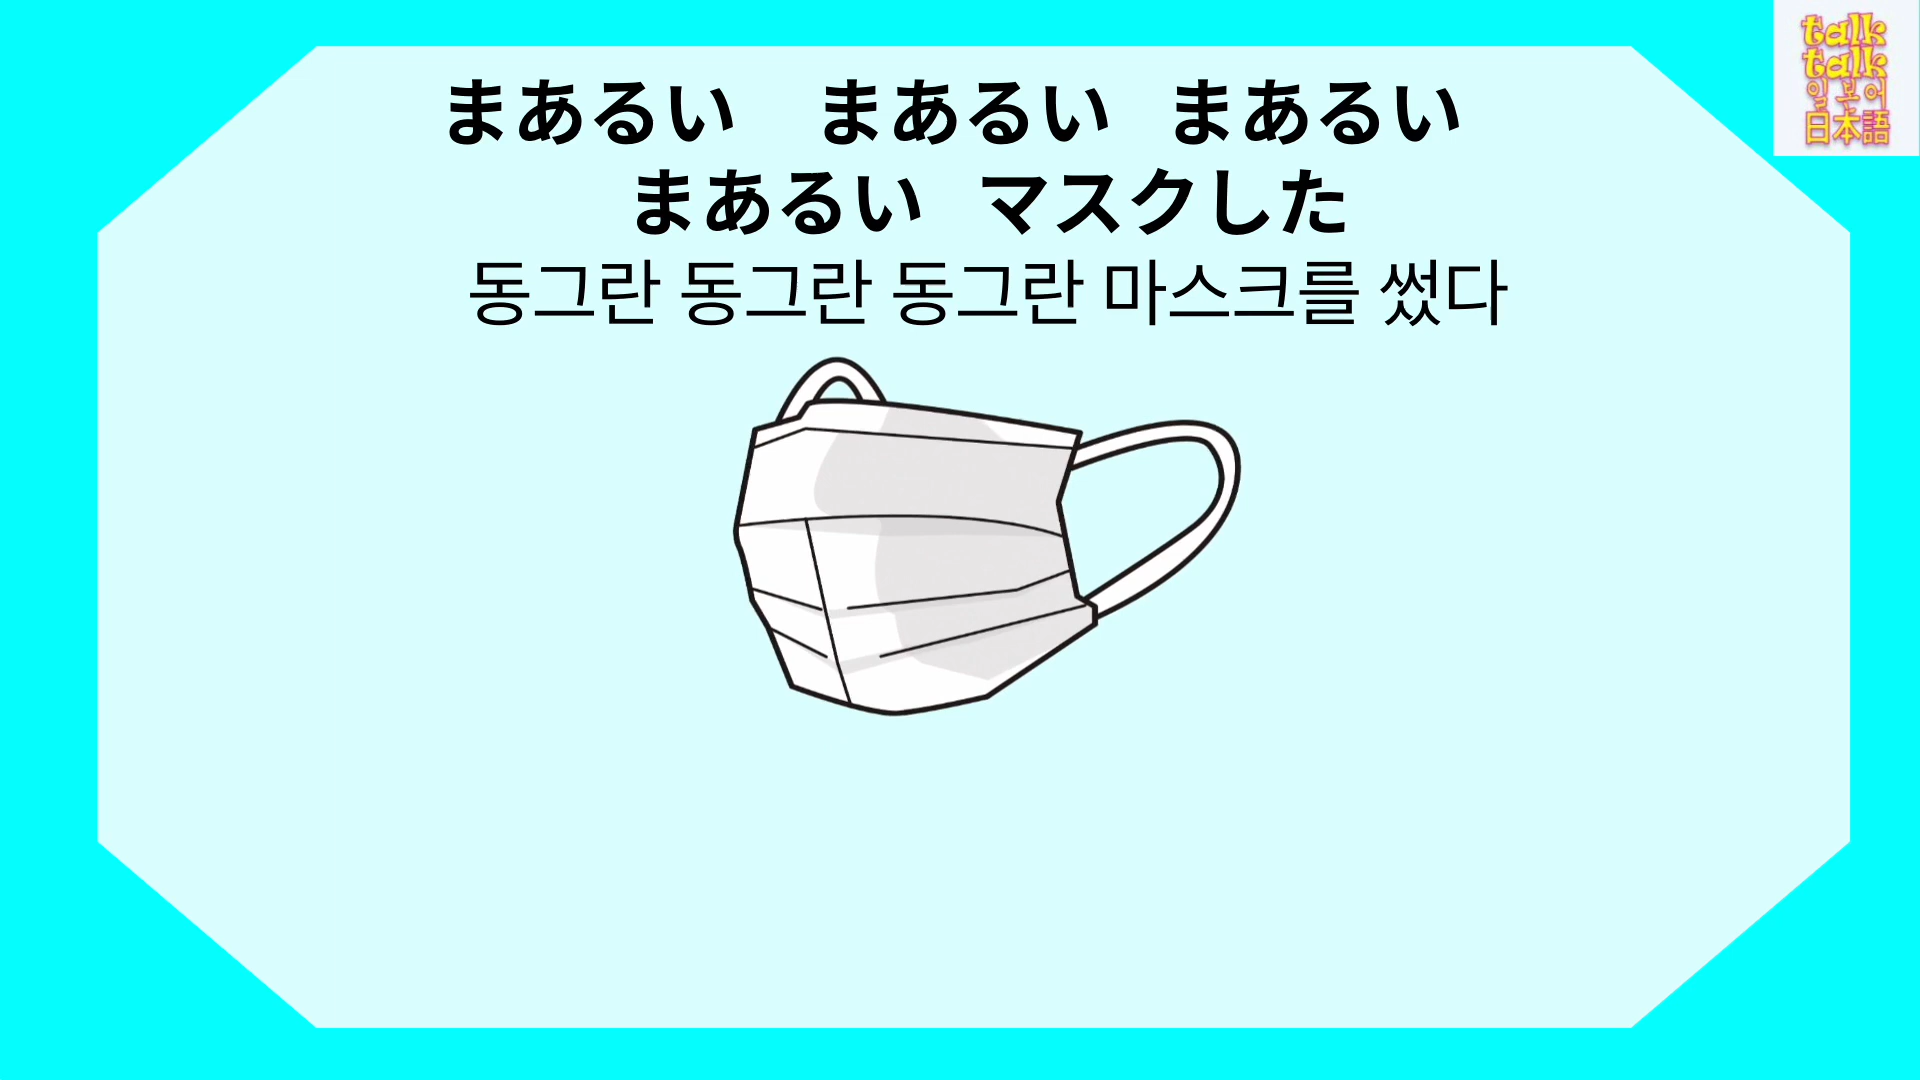 まあるい まあるい まあるい
まあるい マスクした
동그란 동그란 동그란 마스크를 썼다
talk
talk
일본어
日本語